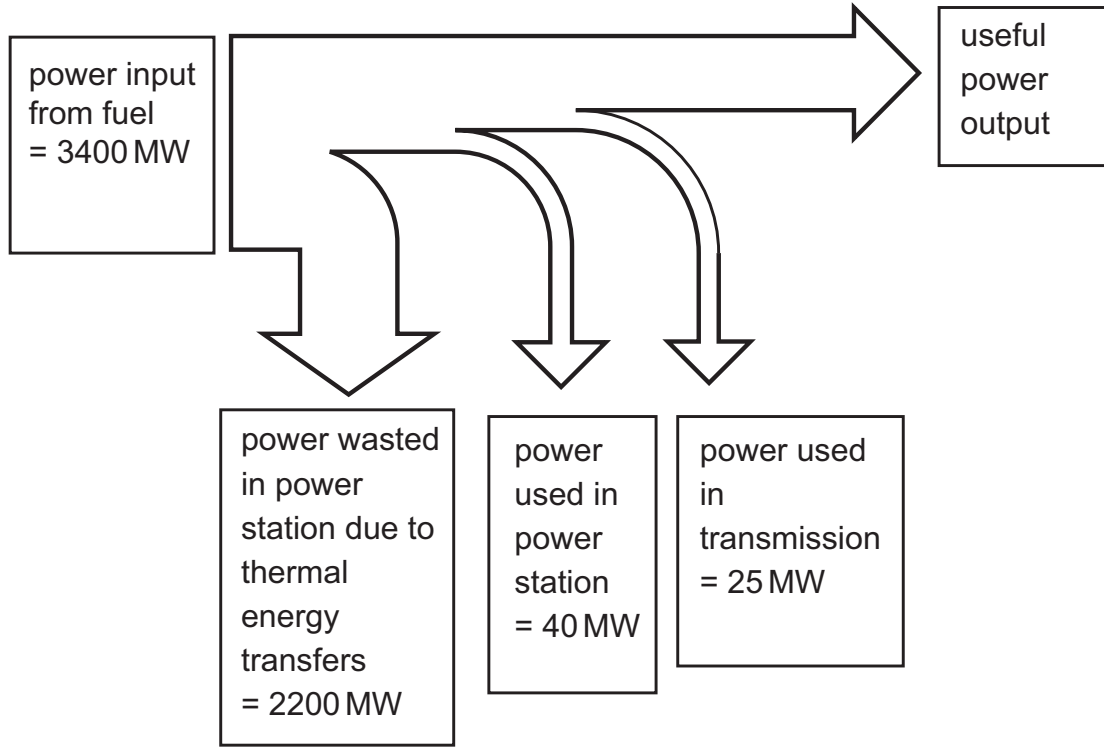 power input
from fuel
= 3400 MW
useful
power
output
power wasted
in power
station due to
thermal
energy
transfers
= 2200 MW
power
used in
power
station
= 40 MW
power used
in
transmission
= 25 MW